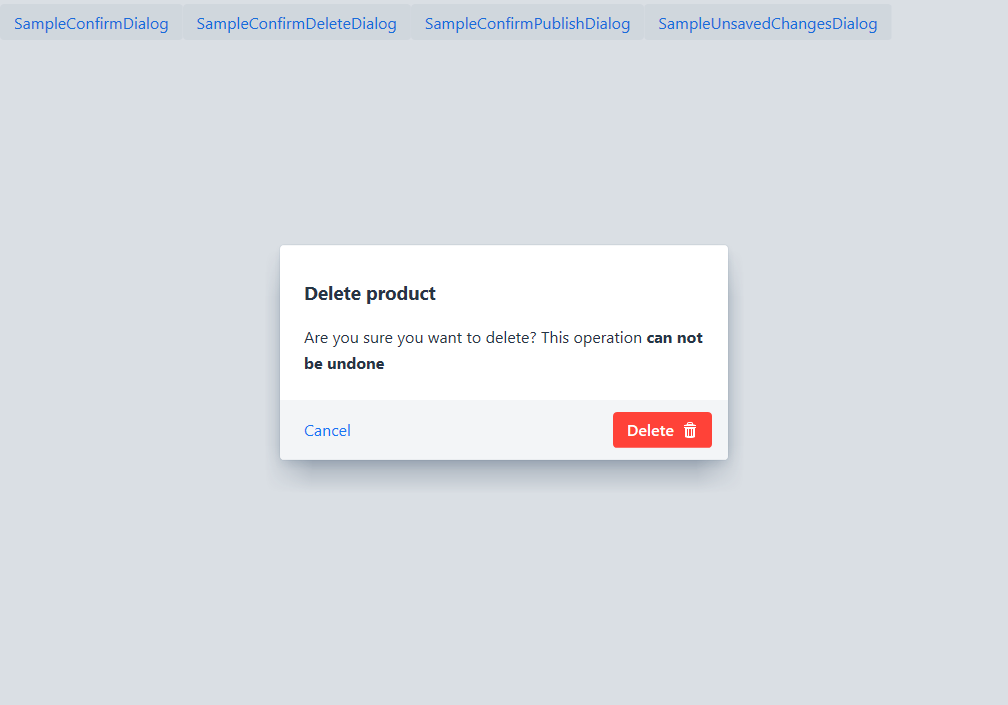 SampleConfirmDialog SampleConfirmDeleteDialog SampleConfirmPublishDialog SampleUnsavedChangesDialog
Delete product
Are you sure you want to delete? This operation can not
be undone
Cancel Delete